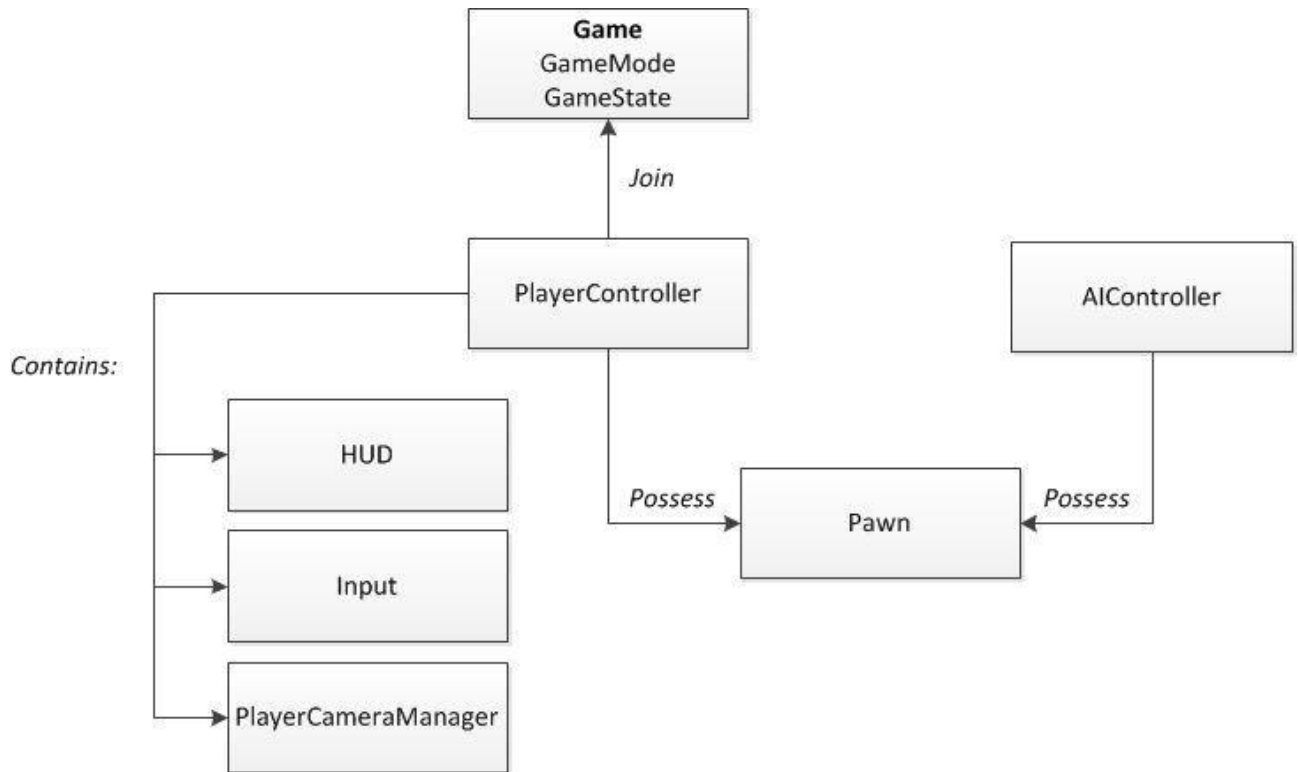 Game
GameMode
GameState
Join
PlayerController
AIController
Contains:
HUD
Possess
Pawn
Possess
Input
PlayerCameraManager